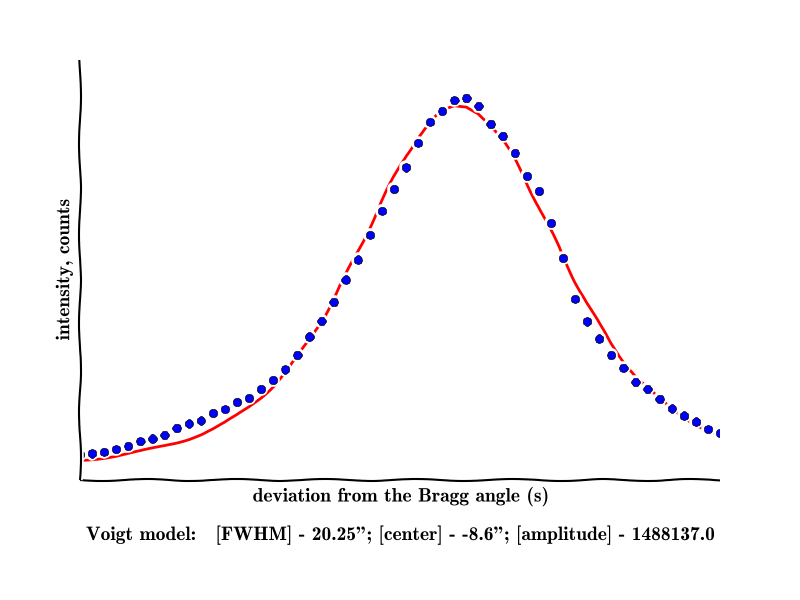 intensity, counts
deviation from the Bragg angle (s)
Voigt model: [FWHM] - 20.25”; [center] - -8.6”; [amplitude] - 1488137.0